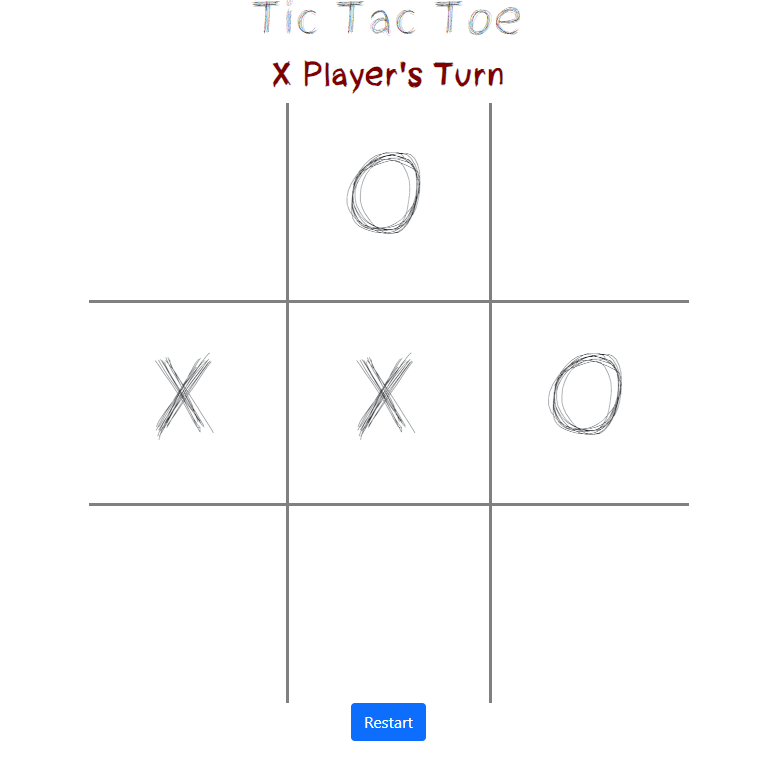 Tic Tac Toe
X Player's Turn
O
X X O
Restart